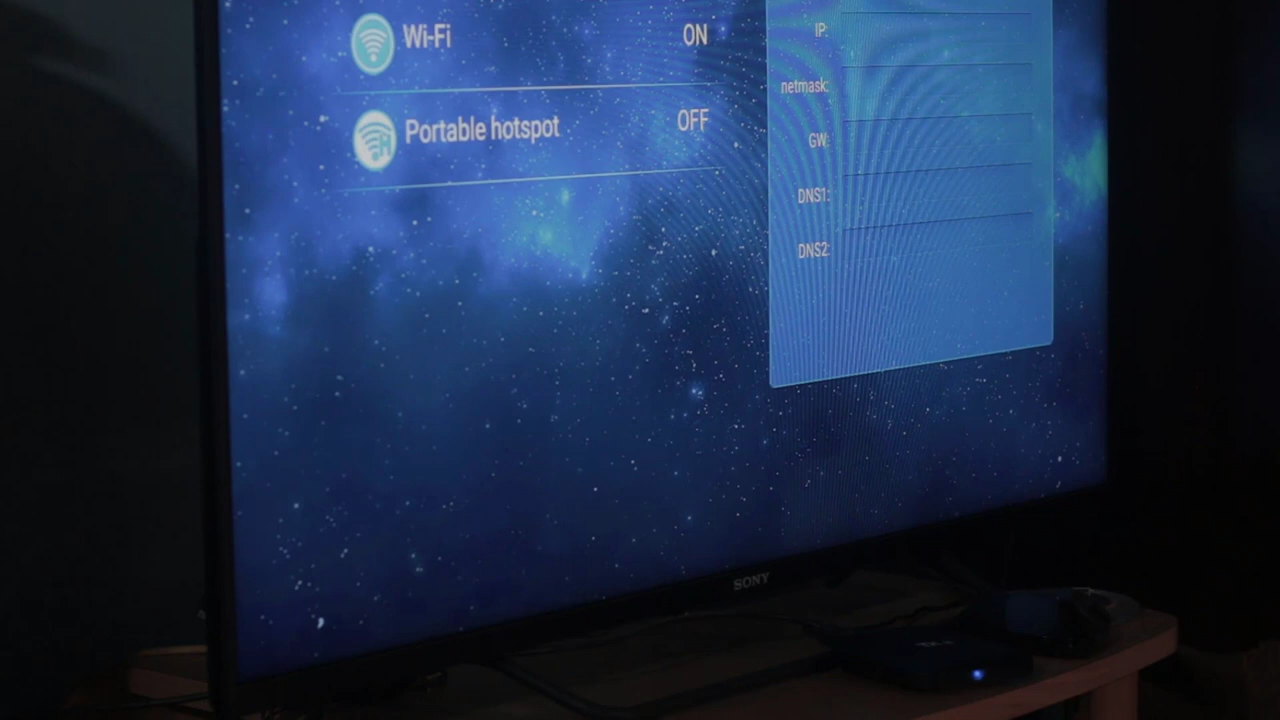 Wi-Fi ON
Portable hotspot OFF
IP:
netmask:
GW:
DNS1:
DNS2:
SONY